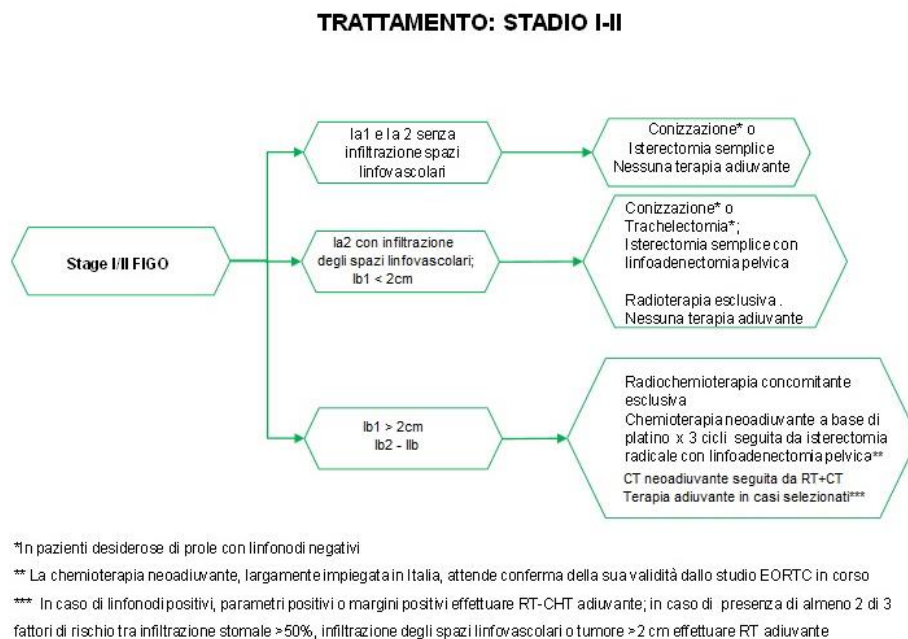 TRATTAMENTO: STADIO I-II
Ia1 e Ia 2 senza
infiltrazione spazi
linfovascolari
Conizzazione* o
Isterectomia semplice
Nessuna terapia adiuvante
Stage I/II FIGO
Ia2 con infiltrazione
degli spazi linfovascolari;
Ib1 < 2cm
Conizzazione* o
Trachelectomia*;
Isterectomia semplice con
linfoadenectomia pelvica
Radioterapia esclusiva .
Nessuna terapia adiuvante
Ib1 > 2cm
Ib2 - IIb
Radiochemioterapia concomitante
esclusiva
Chemioterapia neoadiuvante a base di
platino x 3 cicli seguita da isterectomia
radicale con linfoadenectomia pelvica**
CT neoadiuvante seguita da RT+CT
Terapia adiuvante in casi selezionati***
*In pazienti desiderose di prole con linfonodi negativi
** La chemioterapia neoadiuvante, largamente impiegata in Italia, attende conferma della sua validità dallo studio EORTC in corso
*** In caso di linfonodi positivi, parametri positivi o margini positivi effettuare RT-CHT adiuvante; in caso di presenza di almeno 2 di 3
fattori di rischio tra infiltrazione stomale >50%, infiltrazione degli spazi linfovascolari o tumore >2 cm effettuare RT adiuvante